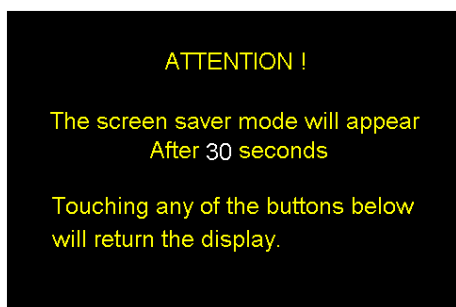 ATTENTION !
The screen saver mode will appear
After 30 seconds
Touching any of the buttons below
will return the display.